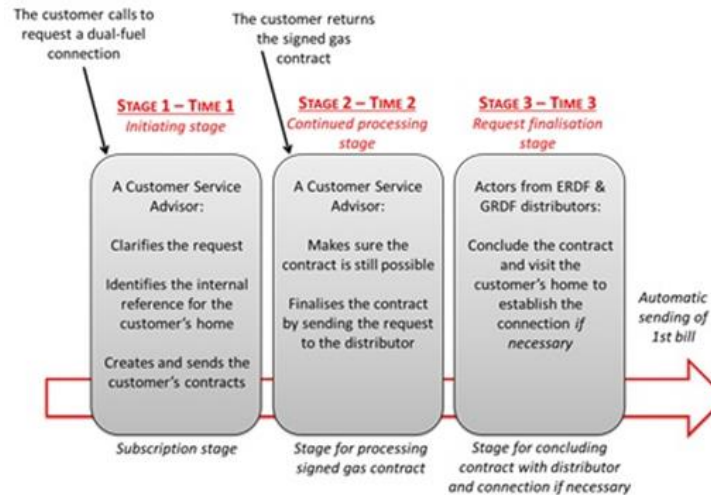 The customer calls to
request a dual-fuel
connection
The customer returns
the signed gas
contract
STAGE 1 – TIME 1
Initiating stage
STAGE 2 – TIME 2
Continued processing
stage
STAGE 3 – TIME 3
Request finalisation
stage
A Customer Service
Advisor:
Clarifies the request
Identifies the internal
reference for the
customer's home
Creates and sends the
customer's contracts
A Customer Service
Advisor:
Makes sure the
contract is still possible
Finalises the contract
by sending the request
to the distributor
Actors from ERDF &
GRDF distributors:
Conclude the contract
and visit the
customer's home to
establish the
connection if
necessary
Automatic
sending of
1st bill
Subscription stage
Stage for processing
signed gas contract
Stage for concluding
contract with distributor
and connection if necessary